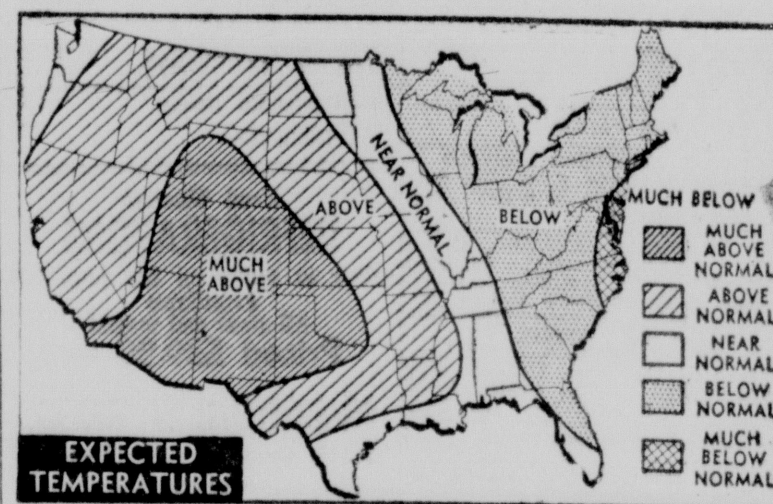 NEAR NORMAL
ABOVE
BELOW
MUCH
ABOVE
MUCH BELOW
MUCH
ABOVE
NORMAL
ABOVE
NORMAL
NEAR
NORMAL
BELOW
NORMAL
MUCH
BELOW
NORMAL
EXPECTED
TEMPERATURES